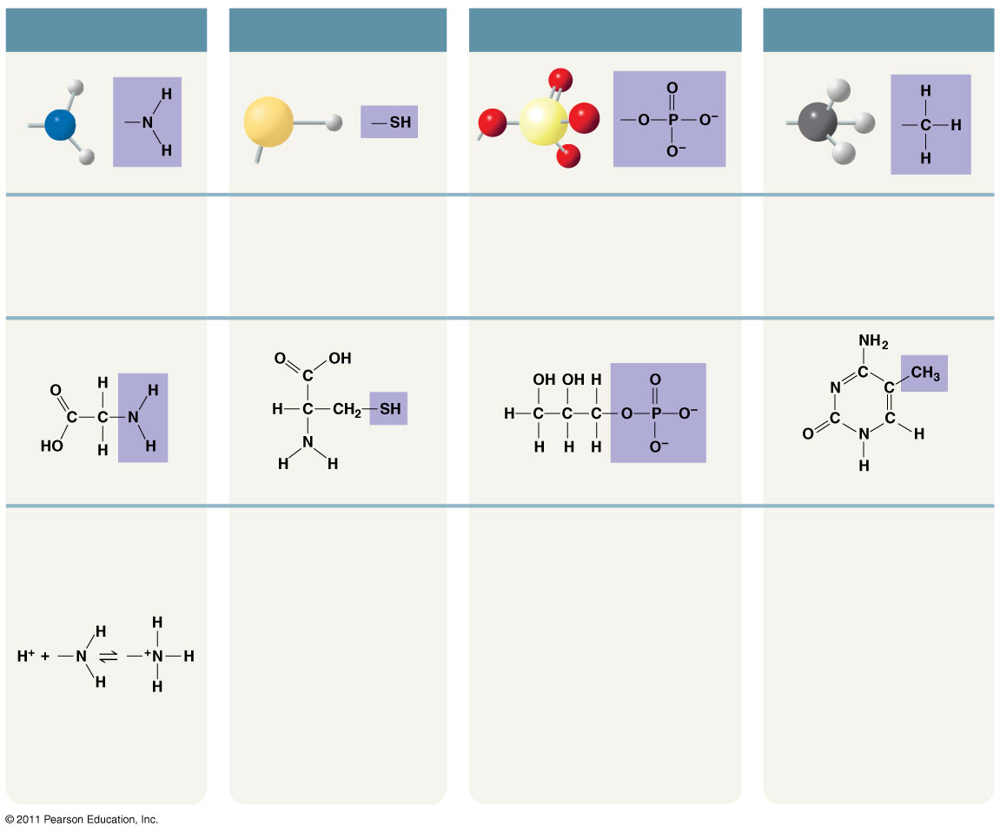 H
—N
H
—SH
O
—O—P—O⁻
O⁻
H
—C—H
H
O
H
H
C
C
N
HO
H
H
O
OH
C
H
C
CH₂
SH
N
H
H
OH
OH
H
O
H
C
C
C
O
P
O⁻
H
H
H
O⁻
NH₂
C
CH₃
N
C
C
C
O
N
H
H
H
H
H
H⁺ + —N ⇌ —⁺N—H
H
H
© 2011 Pearson Education, Inc.